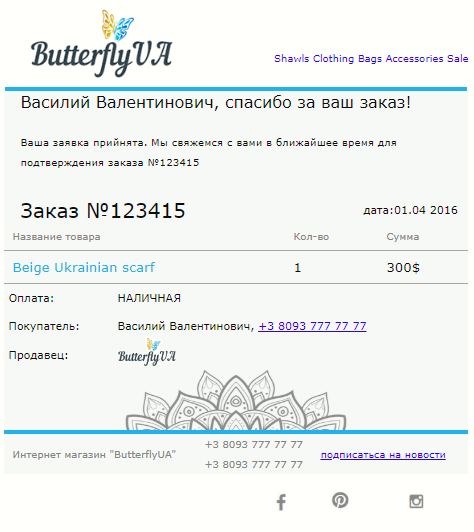 ButterflyUA
Shawls Clothing Bags Accessories Sale
Василий Валентинович, спасибо за ваш заказ!
Ваша заявка прийнята. Мы свяжемся с вами в ближайшее время для
подтверждения заказа №123415
Заказ №123415 дата:01.04 2016
Название товара Кол-во Сумма
Beige Ukrainian scarf 1 300$
Оплата: НАЛИЧНАЯ
Покупатель: Василий Валентинович, +3 8093 777 77 77
Продавец: ButterflyUA
+3 8093 777 77 77
Интернет магазин "ButterflyUA" подписаться на новости
+3 8093 777 77 77